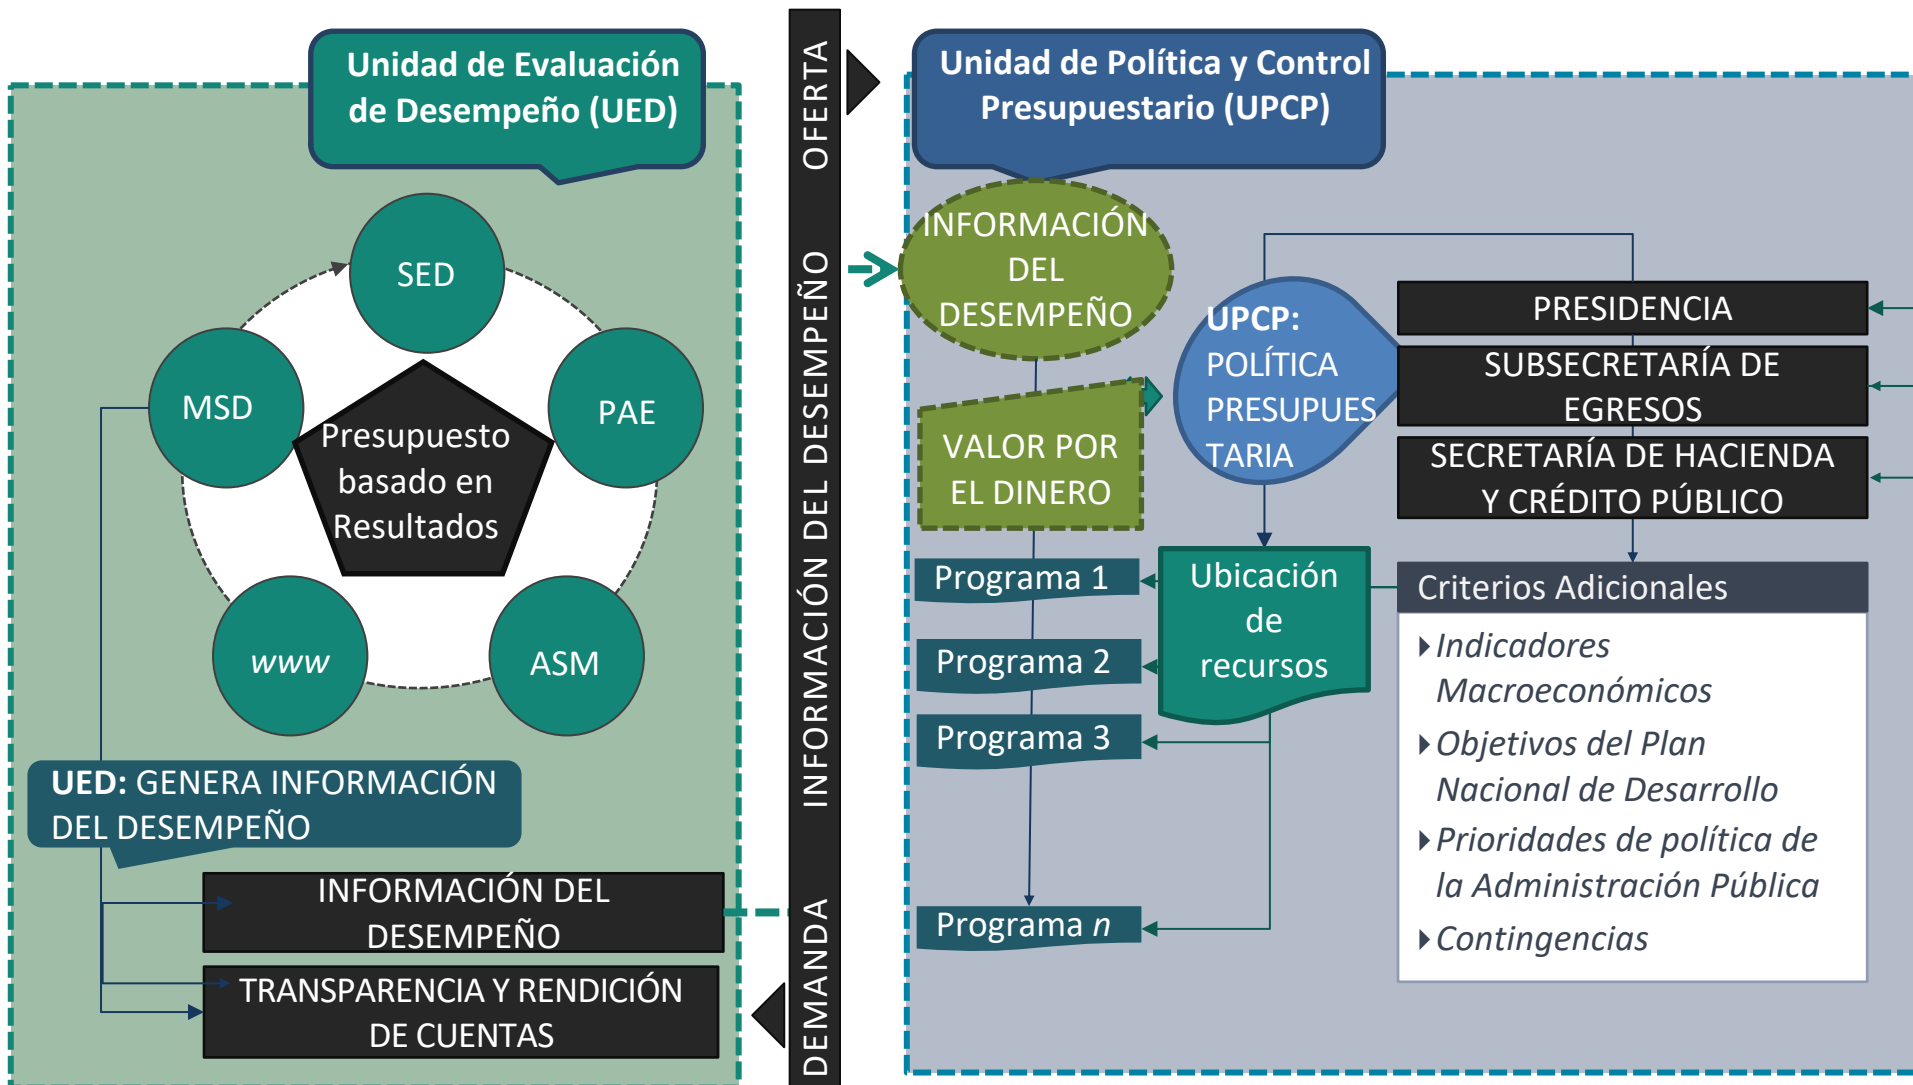 Unidad de Evaluación
de Desempeño (UED)
SED
PAE
ASM
www
MSD
Presupuesto
basado en
Resultados
UED: GENERA INFORMACIÓN
DEL DESEMPEÑO
INFORMACIÓN DEL
DESEMPEÑO
TRANSPARENCIA Y RENDICIÓN
DE CUENTAS
DEMANDA INFORMACIÓN DEL DESEMPEÑO OFERTA
Unidad de Política y Control
Presupuestario (UPCP)
INFORMACIÓN
DEL
DESEMPEÑO
VALOR POR
EL DINERO
UPCP:
POLÍTICA
PRESUPUES
TARIA
PRESIDENCIA
SUBSECRETARÍA DE
EGRESOS
SECRETARÍA DE HACIENDA
Y CRÉDITO PÚBLICO
Programa 1
Programa 2
Programa 3
Programa n
Ubicación
de
recursos
Criterios Adicionales
Indicadores
Macroeconómicos
Objetivos del Plan
Nacional de Desarrollo
Prioridades de política de
la Administración Pública
Contingencias